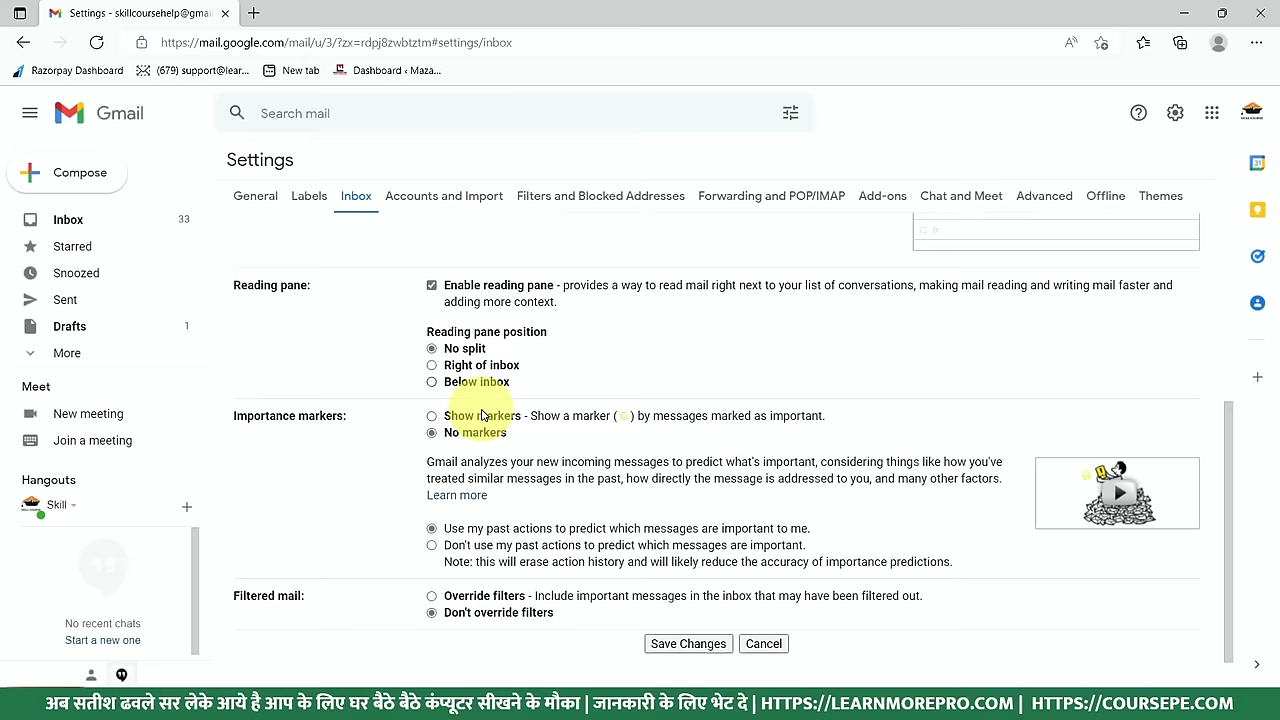 Settings - skillcoursehelp@gmai
https://mail.google.com/mail/u/3/?zx=rdpj8zwbtztm#settings/inbox
Razorpay Dashboard
(679) support@lear...
New tab
Dashboard ‹ Maza...
Gmail
Search mail
Compose
Settings
General
Labels
Inbox
Accounts and Import
Filters and Blocked Addresses
Forwarding and POP/IMAP
Add-ons
Chat and Meet
Advanced
Offline
Themes
Inbox 33
Starred
Snoozed
Sent
Drafts 1
More
Meet
New meeting
Join a meeting
Hangouts
Skill
No recent chats
Start a new one
Reading pane:
Enable reading pane - provides a way to read mail right next to your list of conversations, making mail reading and writing mail faster and
adding more context.
Reading pane position
No split
Right of inbox
Below inbox
Importance markers:
Show markers - Show a marker ( ) by messages marked as important.
No markers
Gmail analyzes your new incoming messages to predict what's important, considering things like how you've
treated similar messages in the past, how directly the message is addressed to you, and many other factors.
Learn more
Use my past actions to predict which messages are important to me.
Don't use my past actions to predict which messages are important.
Note: this will erase action history and will likely reduce the accuracy of importance predictions.
Filtered mail:
Override filters - Include important messages in the inbox that may have been filtered out.
Don't override filters
Save Changes
Cancel
अब सतीश ढवले सर लेके आये है आप के लिए घर बैठे बैठे कंप्यूटर सीखने के मौका | जानकारी के लिए भेट दे | HTTPS://LEARNMOREPRO.COM | HTTPS://COURSEPE.COM